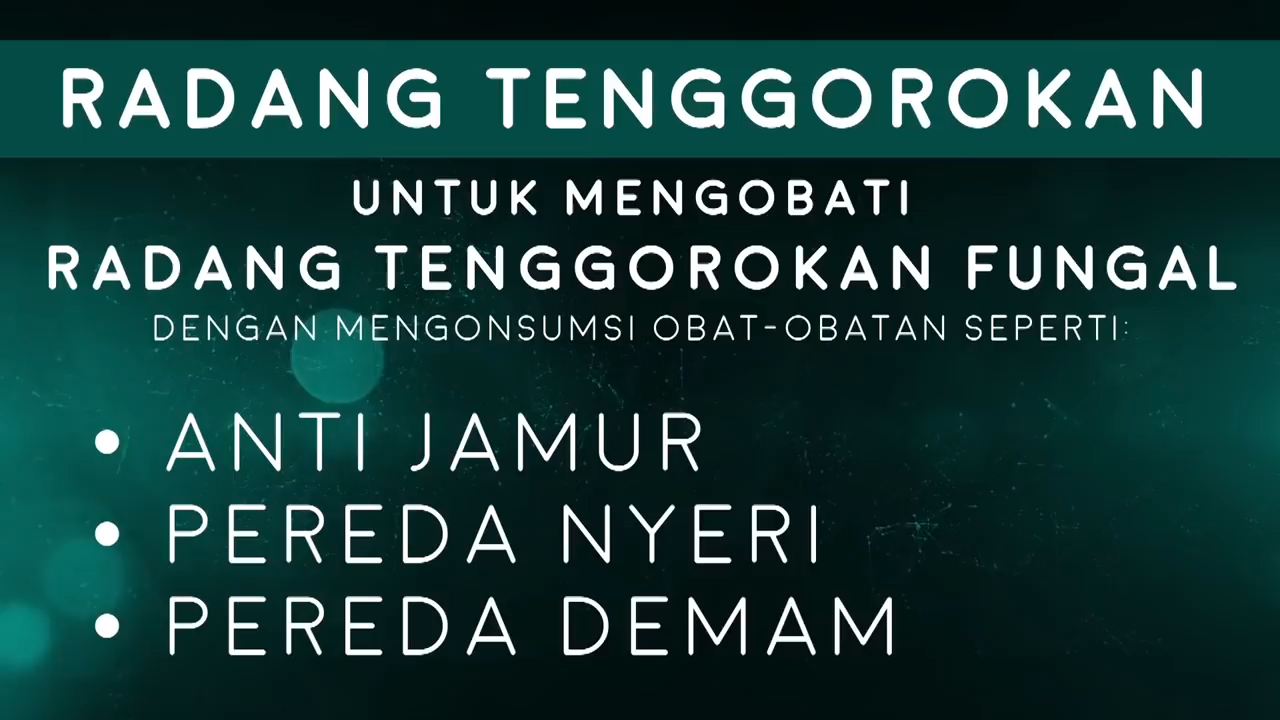 RADANG TENGGOROKAN
UNTUK MENGOBATI
RADANG TENGGOROKAN FUNGAL
DENGAN MENGONSUMSI OBAT-OBATAN SEPERTI:
• ANTI JAMUR
• PEREDA NYERI
• PEREDA DEMAM